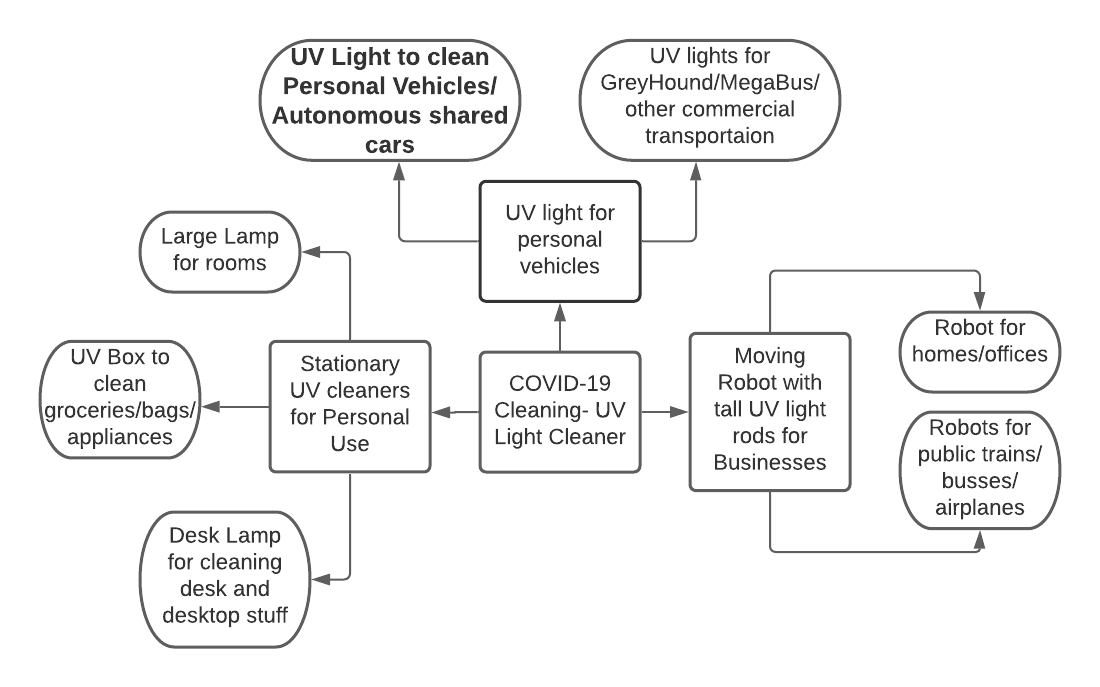 UV Light to clean
Personal Vehicles/
Autonomous shared
cars
UV lights for
GreyHound/MegaBus/
other commercial
transportaion
UV light for
personal
vehicles
Large Lamp
for rooms
UV Box to
clean
groceries/bags/
appliances
Stationary
UV cleaners
for Personal
Use
COVID-19
Cleaning- UV
Light Cleaner
Moving
Robot with
tall UV light
rods for
Businesses
Robot for
homes/offices
Robots for
public trains/
busses/
airplanes
Desk Lamp
for cleaning
desk and
desktop stuff